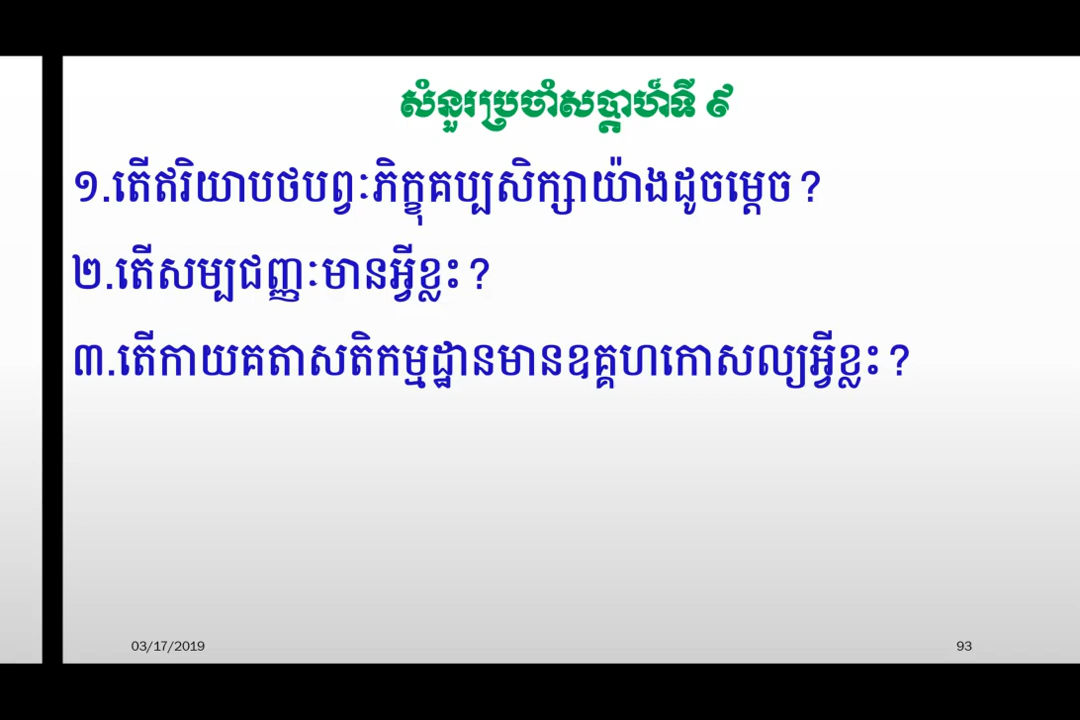 សំនួរប្រចាំសប្តាហ៍ទី ៩
១.តើឥរិយាបថបព្វៈភិក្ខុគប្បសិក្សាយ៉ាងដូចម្តេច?
២.តើសម្បជញ្ញៈមានអ្វីខ្លះ?
៣.តើកាយគតាសតិកម្មដ្ឋានមានឧគ្គហកោសល្យអ្វីខ្លះ?
03/17/2019
93